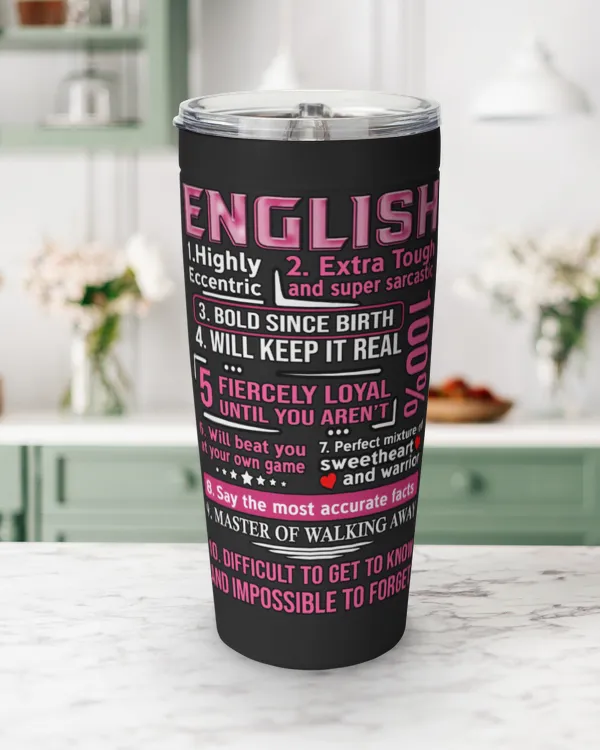 ENGLISH
1.Highly
Eccentric
2. Extra Tough
and super sarcastic
3. BOLD SINCE BIRTH
4. WILL KEEP IT REAL
100%
5 FIERCELY LOYAL
UNTIL YOU AREN'T
6. Will beat you
at your own game
7. Perfect mixture of
sweetheart
and warrior
8. Say the most accurate facts
9. MASTER OF WALKING AWAY
10. DIFFICULT TO GET TO KNOW
AND IMPOSSIBLE TO FORGET